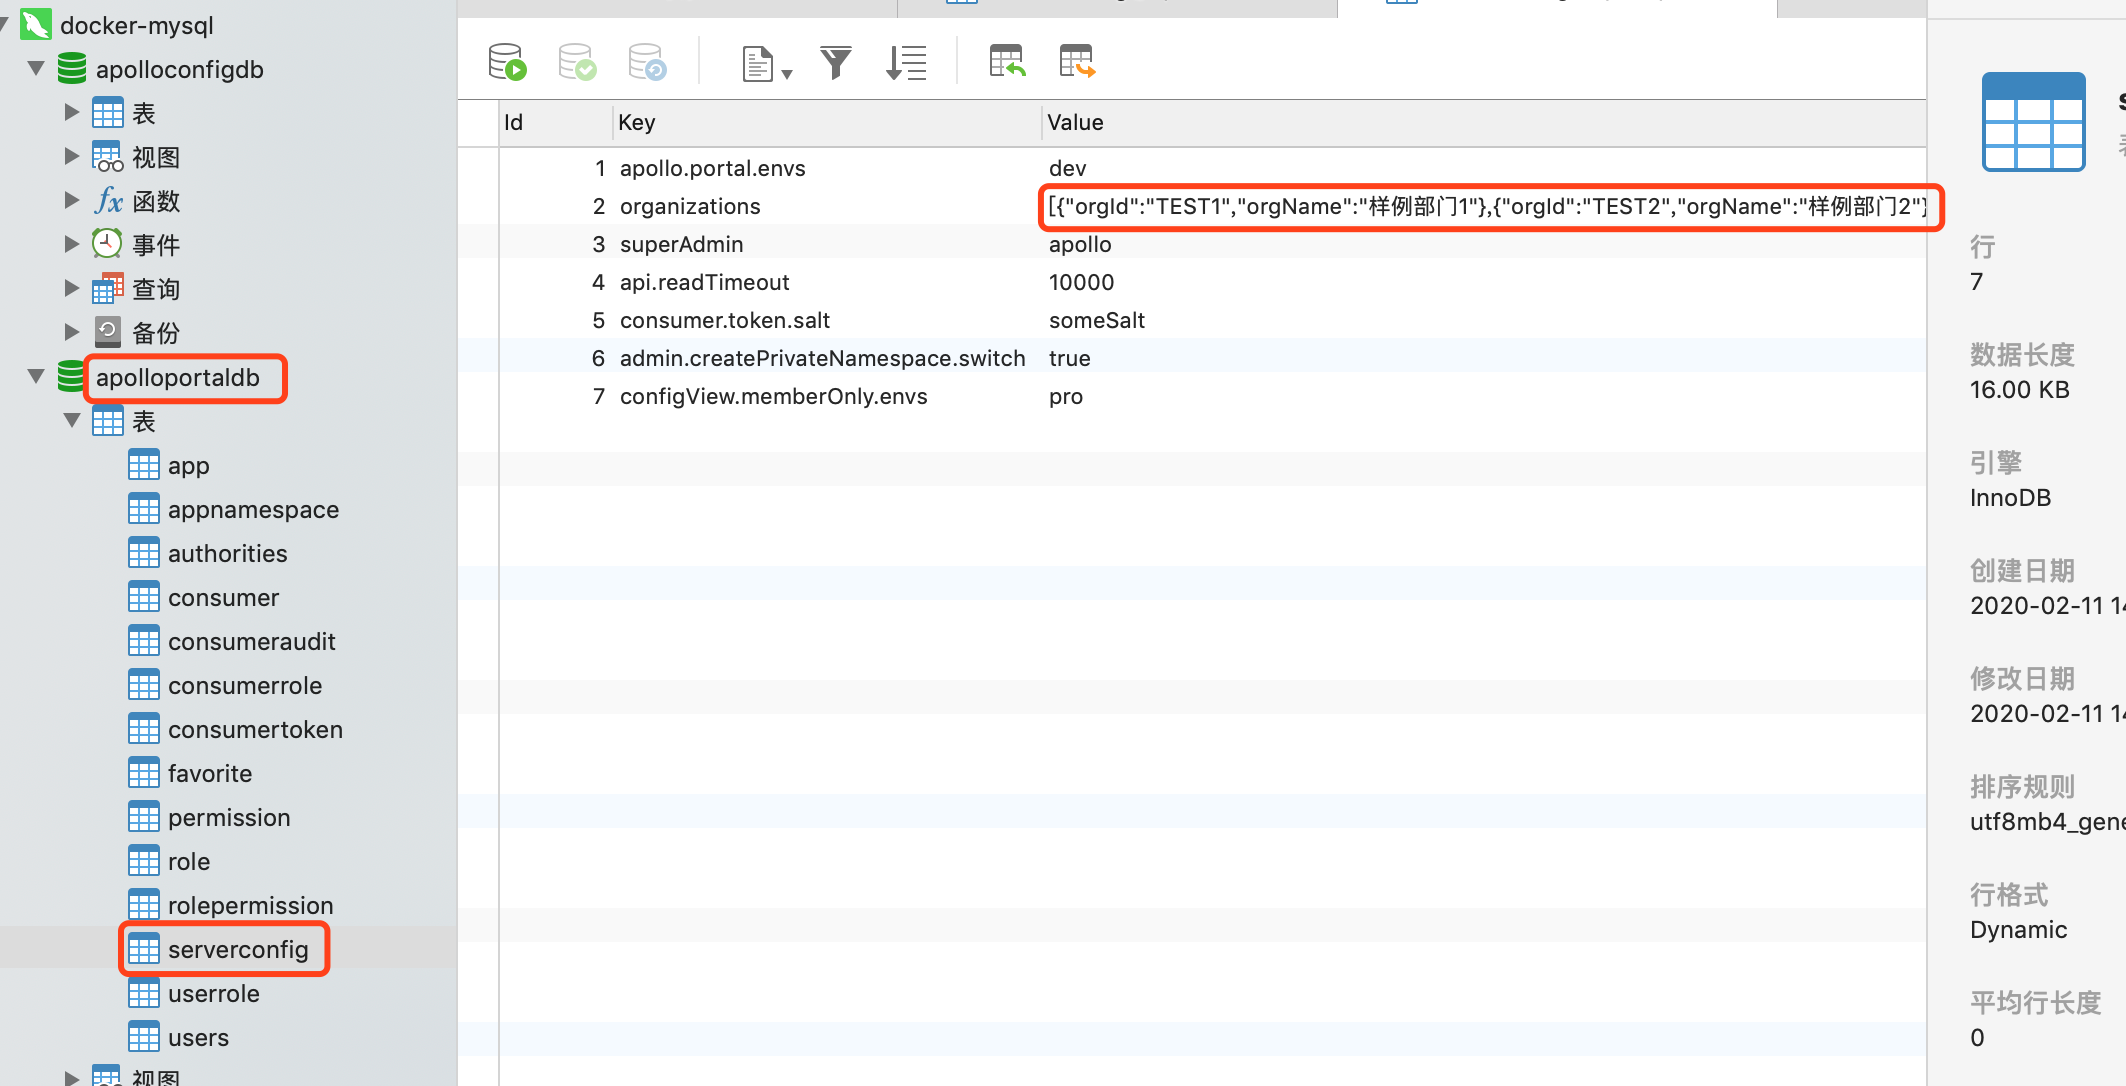 docker-mysql
apolloconfigdb
表
视图
函数
事件
查询
备份
apolloportaldb
表
app
appnamespace
authorities
consumer
consumeraudit
consumerrole
consumertoken
favorite
permission
role
rolepermission
serverconfig
userrole
users
视图
Id Key Value
1 apollo.portal.envs dev
2 organizations [{"orgId":"TEST1","orgName":"样例部门1"},{"orgId":"TEST2","orgName":"样例部门2"}
3 superAdmin apollo
4 api.readTimeout 10000
5 consumer.token.salt someSalt
6 admin.createPrivateNamespace.switch true
7 configView.memberOnly.envs pro
行
7
数据长度
16.00 KB
引擎
InnoDB
创建日期
2020-02-11 14
修改日期
2020-02-11 14
排序规则
utf8mb4_gene
行格式
Dynamic
平均行长度
0